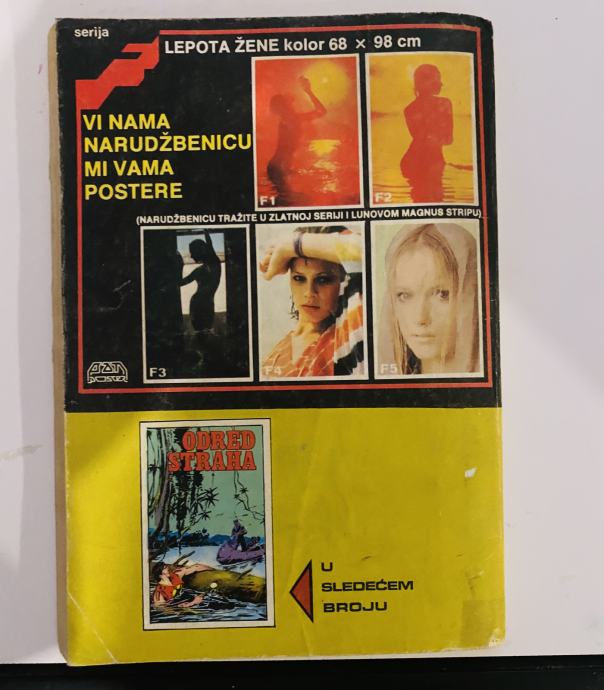 serija
LEPOTA ŽENE kolor 68 × 98 cm
VI NAMA
NARUDŽBENICU
MI VAMA
POSTERE
F1
F2
(NARUDŽBENICU TRAŽITE U ZLATNOJ SERIJI I LUNOVOM MAGNUS STRIPU)
F3
F4
F5
ODRED
STRAHA
U
SLEDEĆEM
BROJU